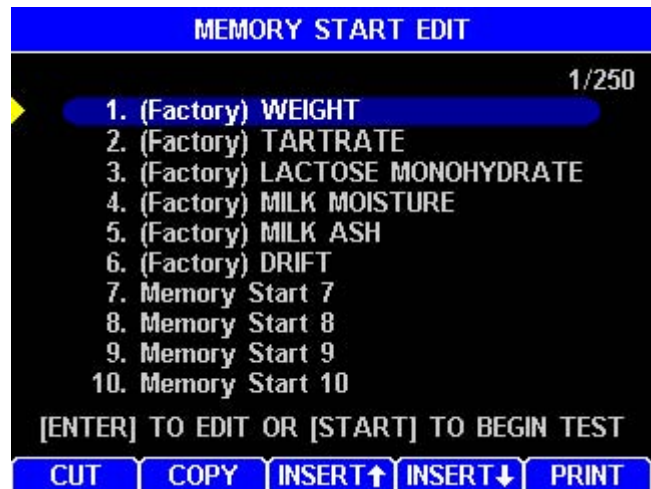 MEMORY START EDIT
1/250
1. (Factory) WEIGHT
2. (Factory) TARTRATE
3. (Factory) LACTOSE MONOHYDRATE
4. (Factory) MILK MOISTURE
5. (Factory) MILK ASH
6. (Factory) DRIFT
7. Memory Start 7
8. Memory Start 8
9. Memory Start 9
10. Memory Start 10
[ENTER] TO EDIT OR [START] TO BEGIN TEST
CUT COPY INSERT↑ INSERT↓ PRINT